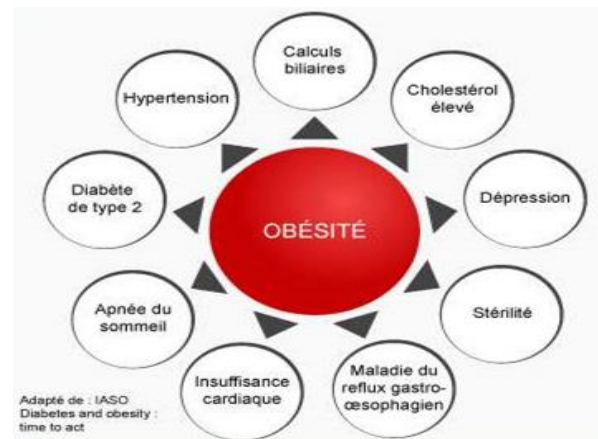 Calculs
biliaires
Cholestérol
élevé
Dépression
Stérilité
Maladie du
reflux gastro-
œsophagien
Insuffisance
cardiaque
Apnée du
sommeil
Diabète
de type 2
Hypertension
OBÉSITÉ
Adapté de : IASO
Diabetes and obesity :
time to act